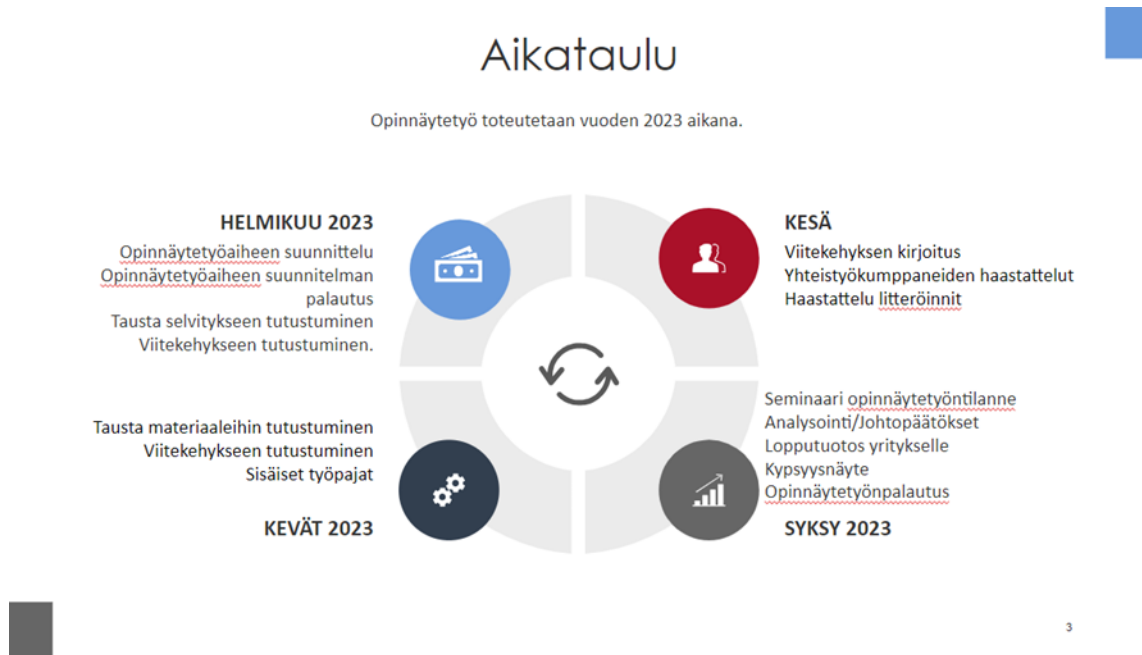 Aikataulu
Opinnäytetyö toteutetaan vuoden 2023 aikana.
HELMIKUU 2023
Opinnäytetyöaiheen suunnittelu
Opinnäytetyöaiheen suunnitelman
palautus
Tausta selvitykseen tutustuminen
Viitekehykseen tutustuminen.
KESÄ
Viitekehyksen kirjoitus
Yhteistyökumppaneiden haastattelut
Haastattelu litteröinnit
Tausta materiaaleihin tutustuminen
Viitekehykseen tutustuminen
Sisäiset työpajat
KEVÄT 2023
Seminaari opinnäytetyöntilanne
Analysointi/Johtopäätökset
Lopputuotos yritykselle
Kypsyysnäyte
Opinnäytetyönpalautus
SYKSY 2023
3